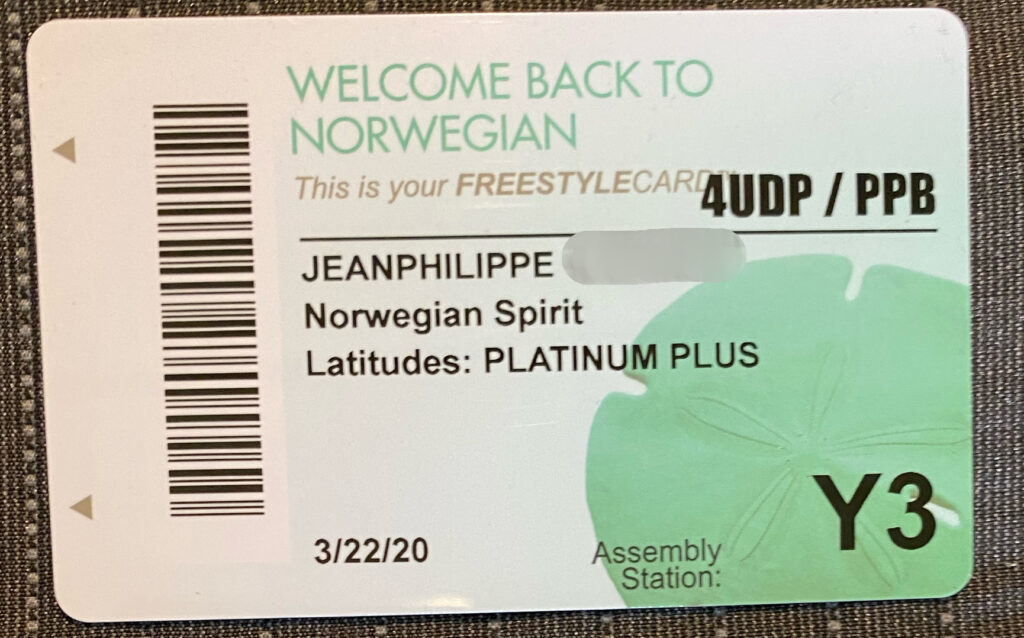 WELCOME BACK TO
NORWEGIAN
This is your FREESTYLECARD
4UDP / PPB
JEANPHILIPPE
Norwegian Spirit
Latitudes: PLATINUM PLUS
3/22/20
Assembly
Station:
Y3